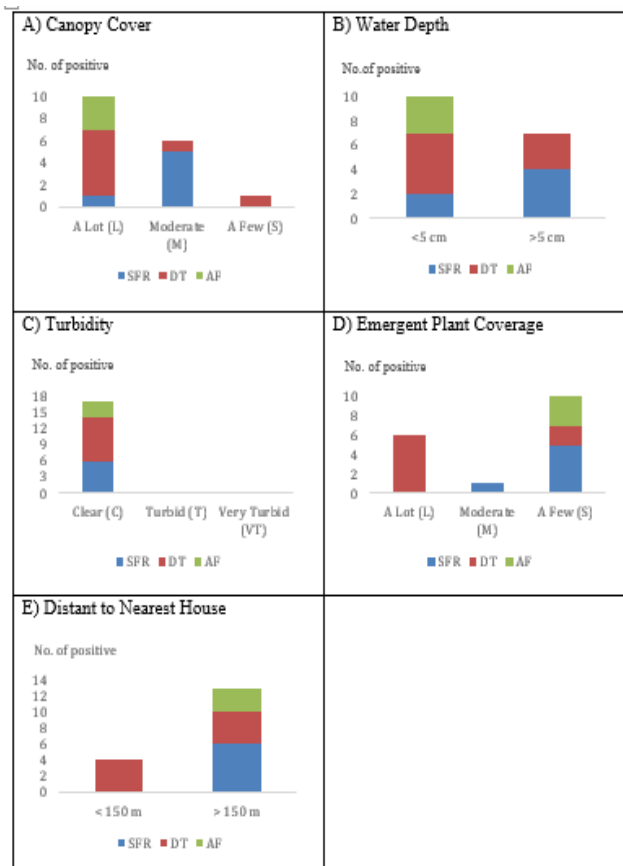 A) Canopy Cover
No. of positive
10
8
6
4
2
0
A Lot (L) Moderate (M) A Few (S)
SFR DT AF
B) Water Depth
No.of positive
10
8
6
4
2
0
<5 cm >5 cm
SFR DT AF
C) Turbidity
No. of positive
18
15
12
9
6
3
0
Clear (C) Turbid (T) Very Turbid (VT)
SFR DT AF
D) Emergent Plant Coverage
No. of positive
10
8
6
4
2
0
A Lot (L) Moderate (M) A Few (S)
SFR DT AF
E) Distant to Nearest House
No. of positive
14
12
10
8
6
4
2
0
< 150 m > 150 m
SFR DT AF